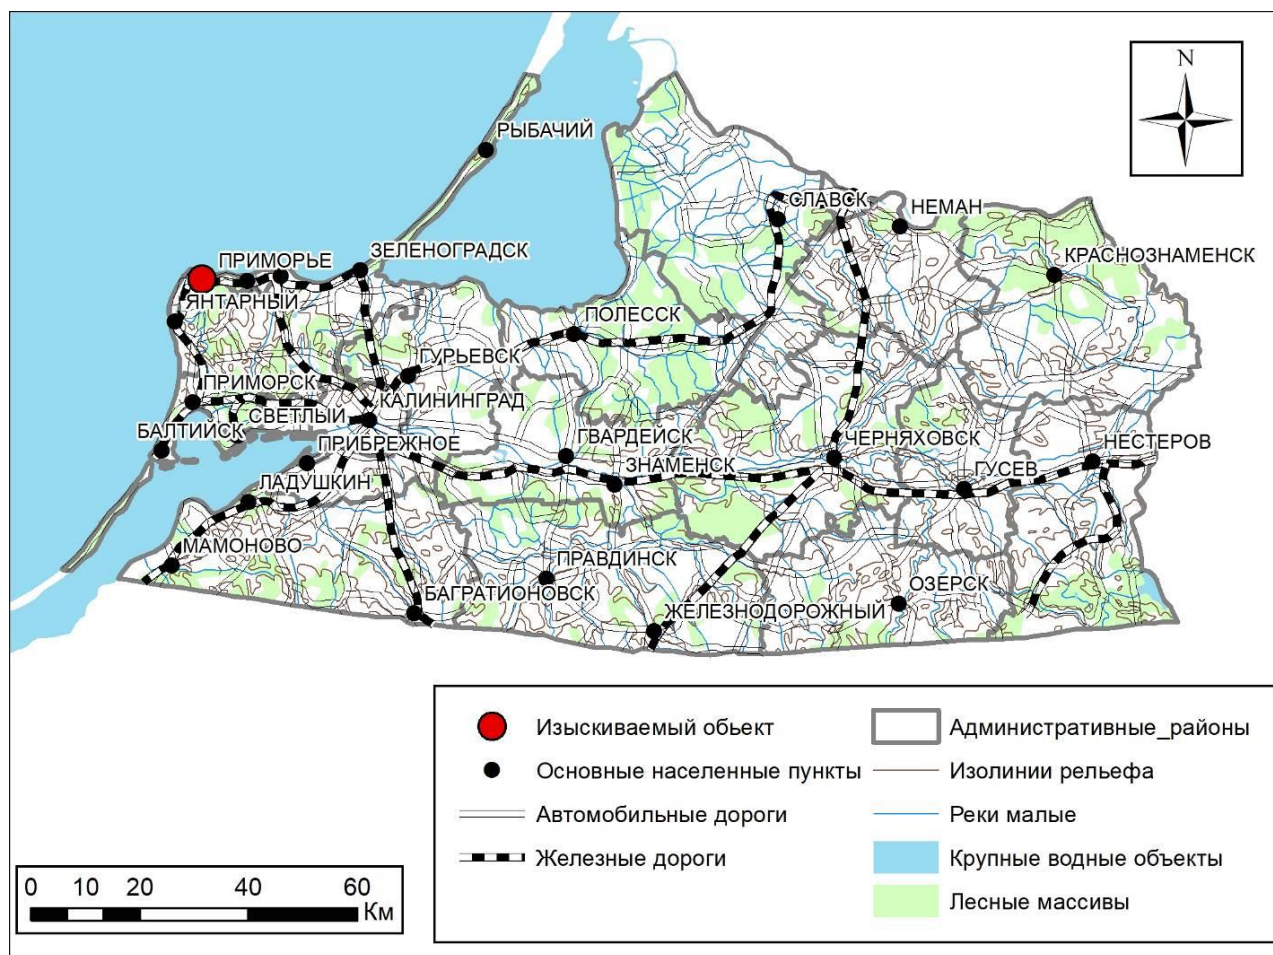 N
РЫБАЧИЙ
СЛАВСК
НЕМАН
ЗЕЛЕНОГРАДСК
ПРИМОРЬЕ
КРАСНОЗНАМЕНСК
ЯНТАРНЫЙ
ПОЛЕССК
ГУРЬЕВСК
ПРИМОРСК
КАЛИНИНГРАД
СВЕТЛЫЙ
БАЛТИЙСК
ПРИБРЕЖНОЕ
ГВАРДЕЙСК
ЧЕРНЯХОВСК
НЕСТЕРОВ
ЗНАМЕНСК
ГУСЕВ
ЛАДУШКИН
МАМОНОВО
ПРАВДИНСК
ОЗЕРСК
БАГРАТИОНОВСК
ЖЕЛЕЗНОДОРОЖНЫЙ
Изыскиваемый обьект
Основные населенные пункты
Автомобильные дороги
Железные дороги
Административные_районы
Изолинии рельефа
Реки малые
Крупные водные объекты
Лесные массивы
0 10 20 40 60
Км